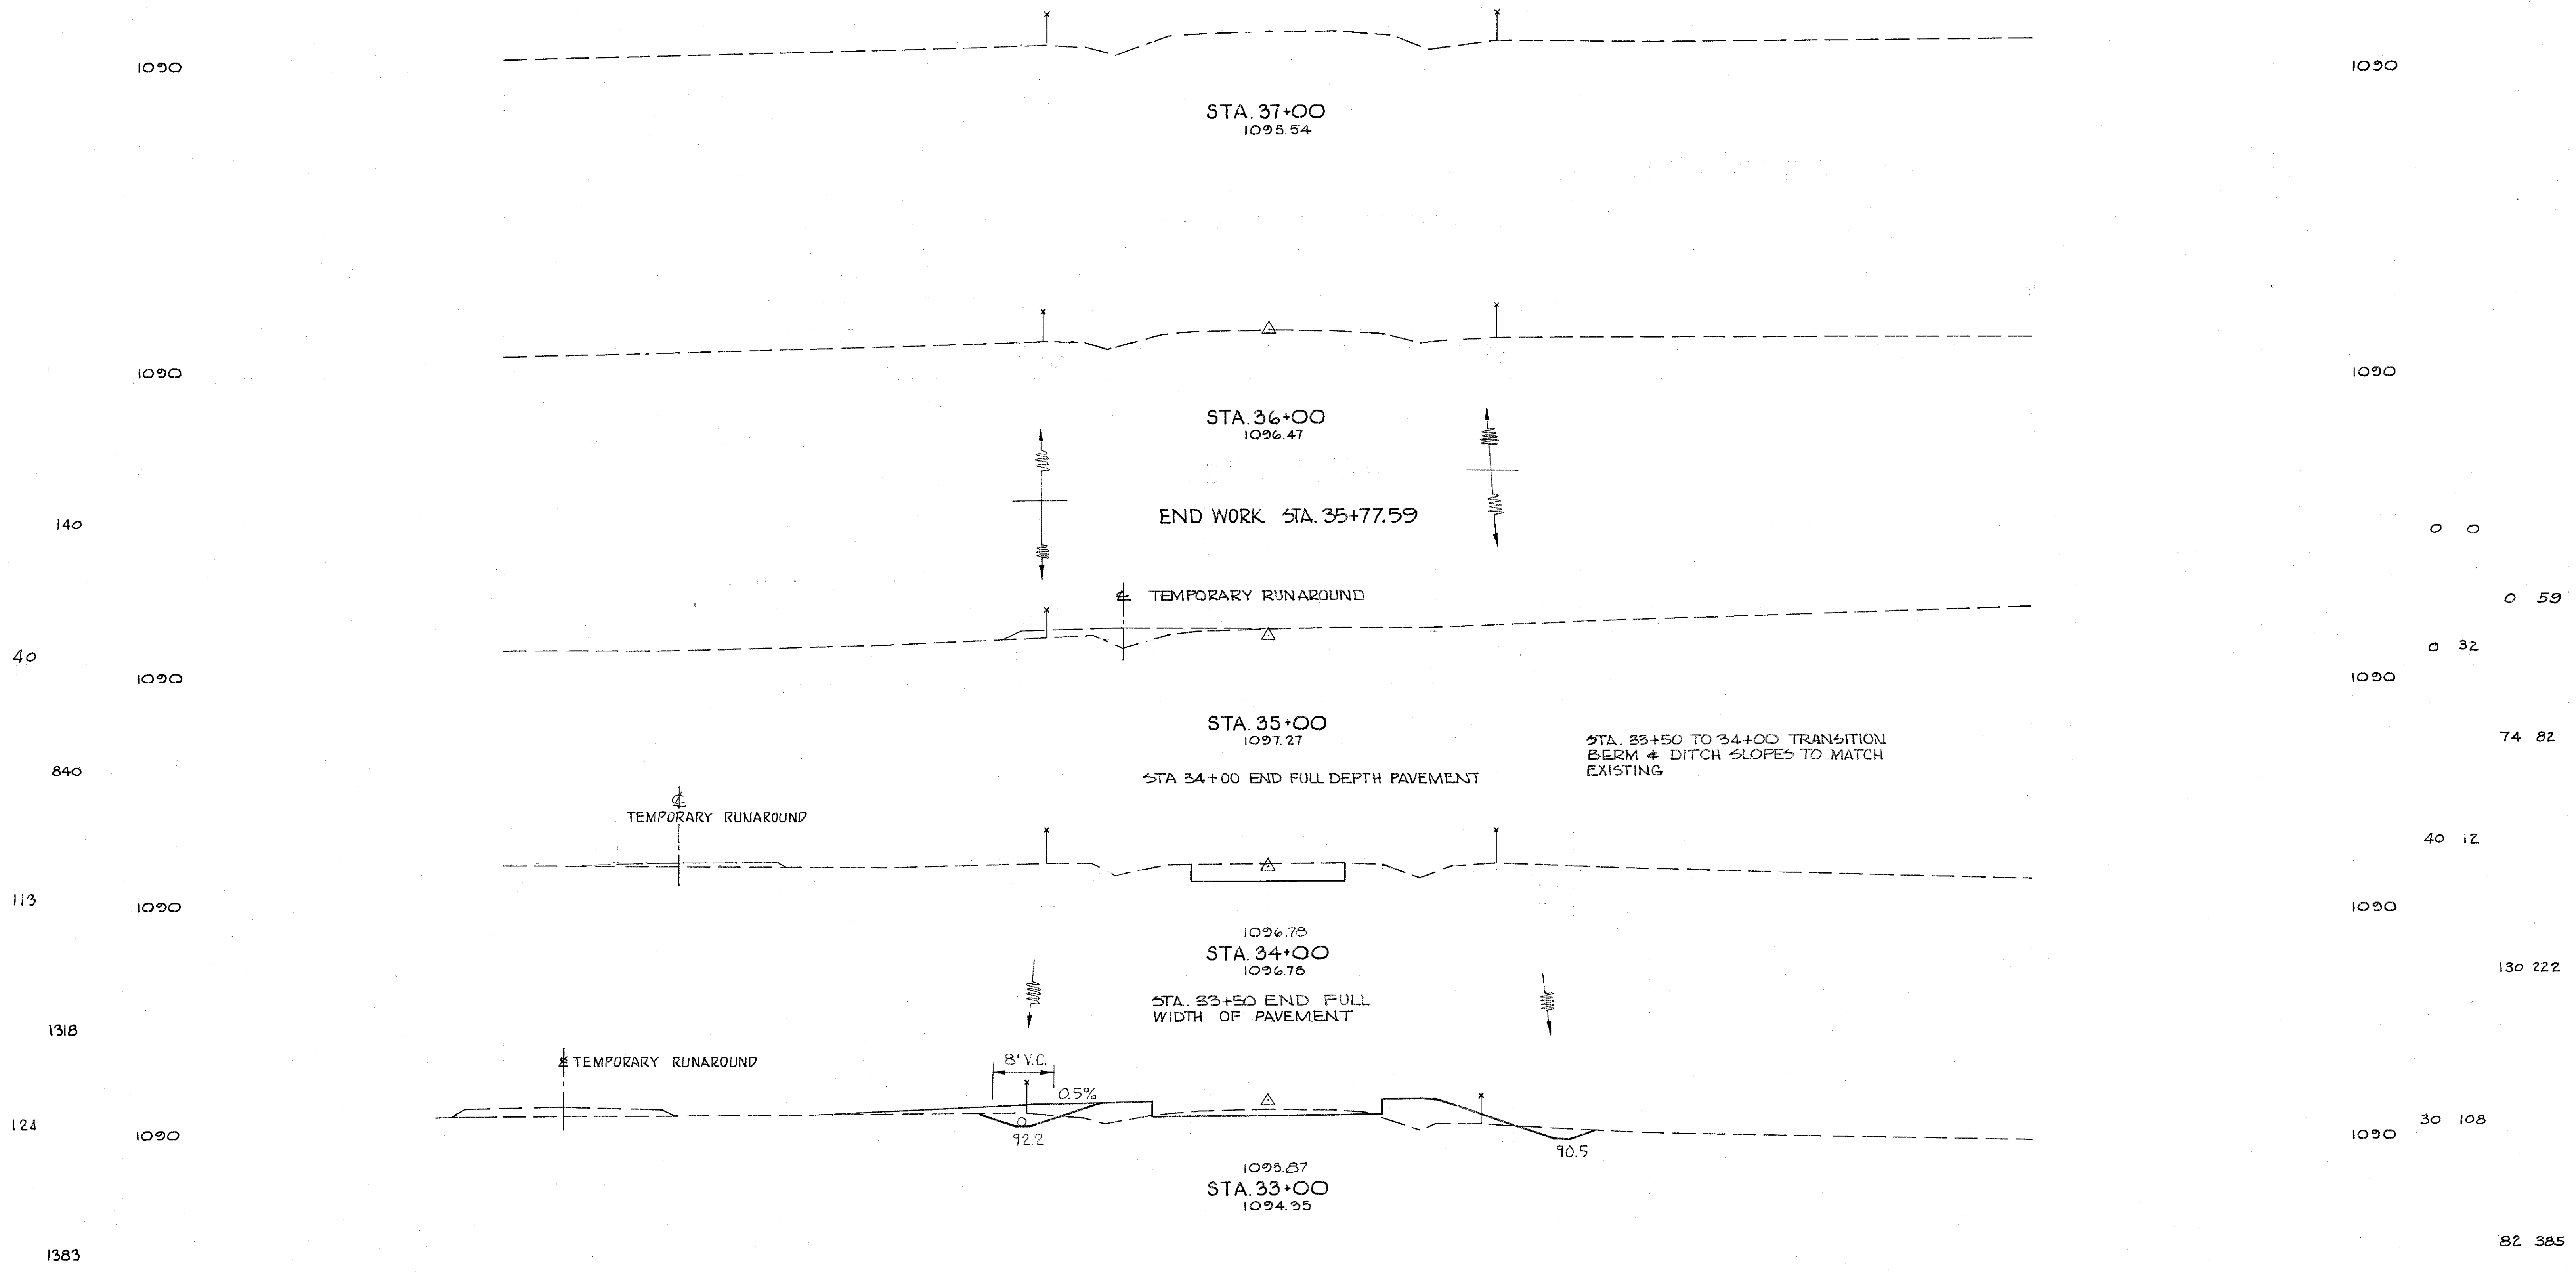 1090 1090
STA. 37+00
1095.54
1090 1090
STA. 36+00
1096.47
END WORK STA. 35+77.59
140 0 0
℄ TEMPORARY RUNAROUND
0 59
40 0 32
1090 1090
STA. 35+00
1097.27
STA. 33+50 TO 34+00 TRANSITION
BERM & DITCH SLOPES TO MATCH
EXISTING
74 82
840
STA 34+00 END FULL DEPTH PAVEMENT
℄
TEMPORARY RUNAROUND
40 12
113 1090 1090
1096.78
STA. 34+00
1096.78
130 222
STA. 33+50 END FULL
WIDTH OF PAVEMENT
1318
℄ TEMPORARY RUNAROUND
8' V.C.
0.5%
124 1090 1090 30 108
92.2
90.5
1095.87
STA. 33+00
1094.35
1383 82 385